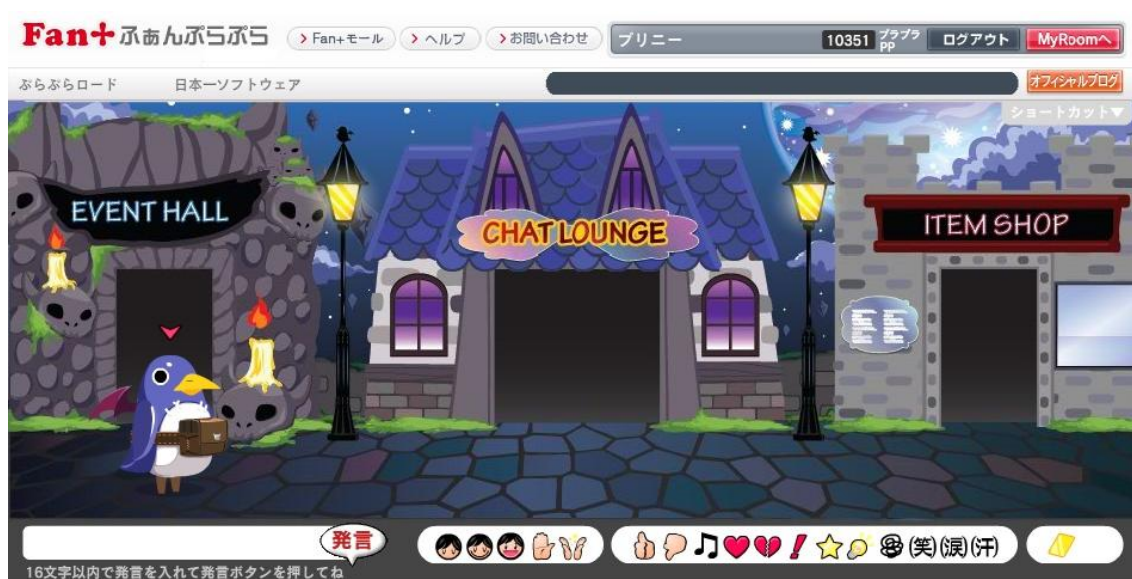 Fan+ ふぁんぷらぷら
Fan+モール
ヘルプ
お問い合わせ
プリニー
10351 プラプラPP
ログアウト
MyRoomへ
ぷらぷらロード
日本一ソフトウェア
オフィシャルブログ
ショートカット▼
EVENT HALL
CHAT LOUNGE
ITEM SHOP
発言
(笑)(涙)(汗)
16文字以内で発言を入れて発言ボタンを押してね